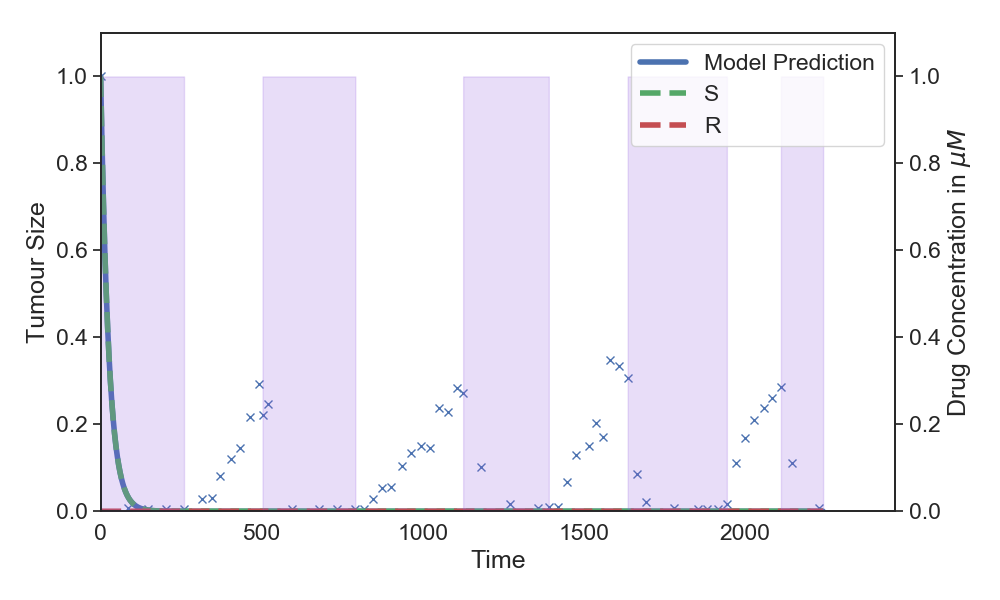 Model Prediction
S
R
1.0
0.8
0.6
0.4
0.2
0.0
Tumour Size
1.0
0.8
0.6
0.4
0.2
0.0
Drug Concentration in μM
0
500
1000
1500
2000
Time